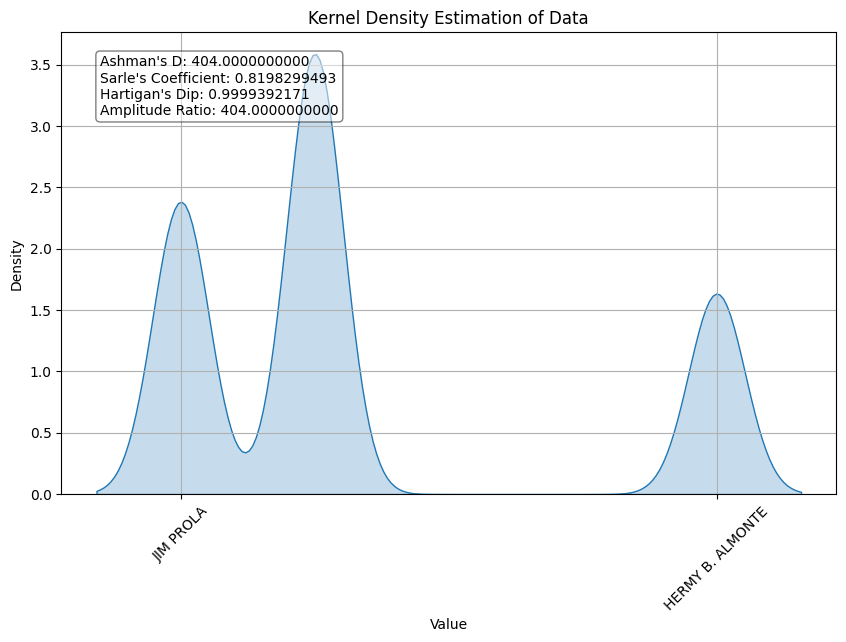 Kernel Density Estimation of Data
Ashman's D: 404.0000000000
Sarle's Coefficient: 0.8198299493
Hartigan's Dip: 0.9999392171
Amplitude Ratio: 404.0000000000
3.5
3.0
2.5
2.0
1.5
1.0
0.5
0.0
Density
JIM PROLA
HERMY B. ALMONTE
Value